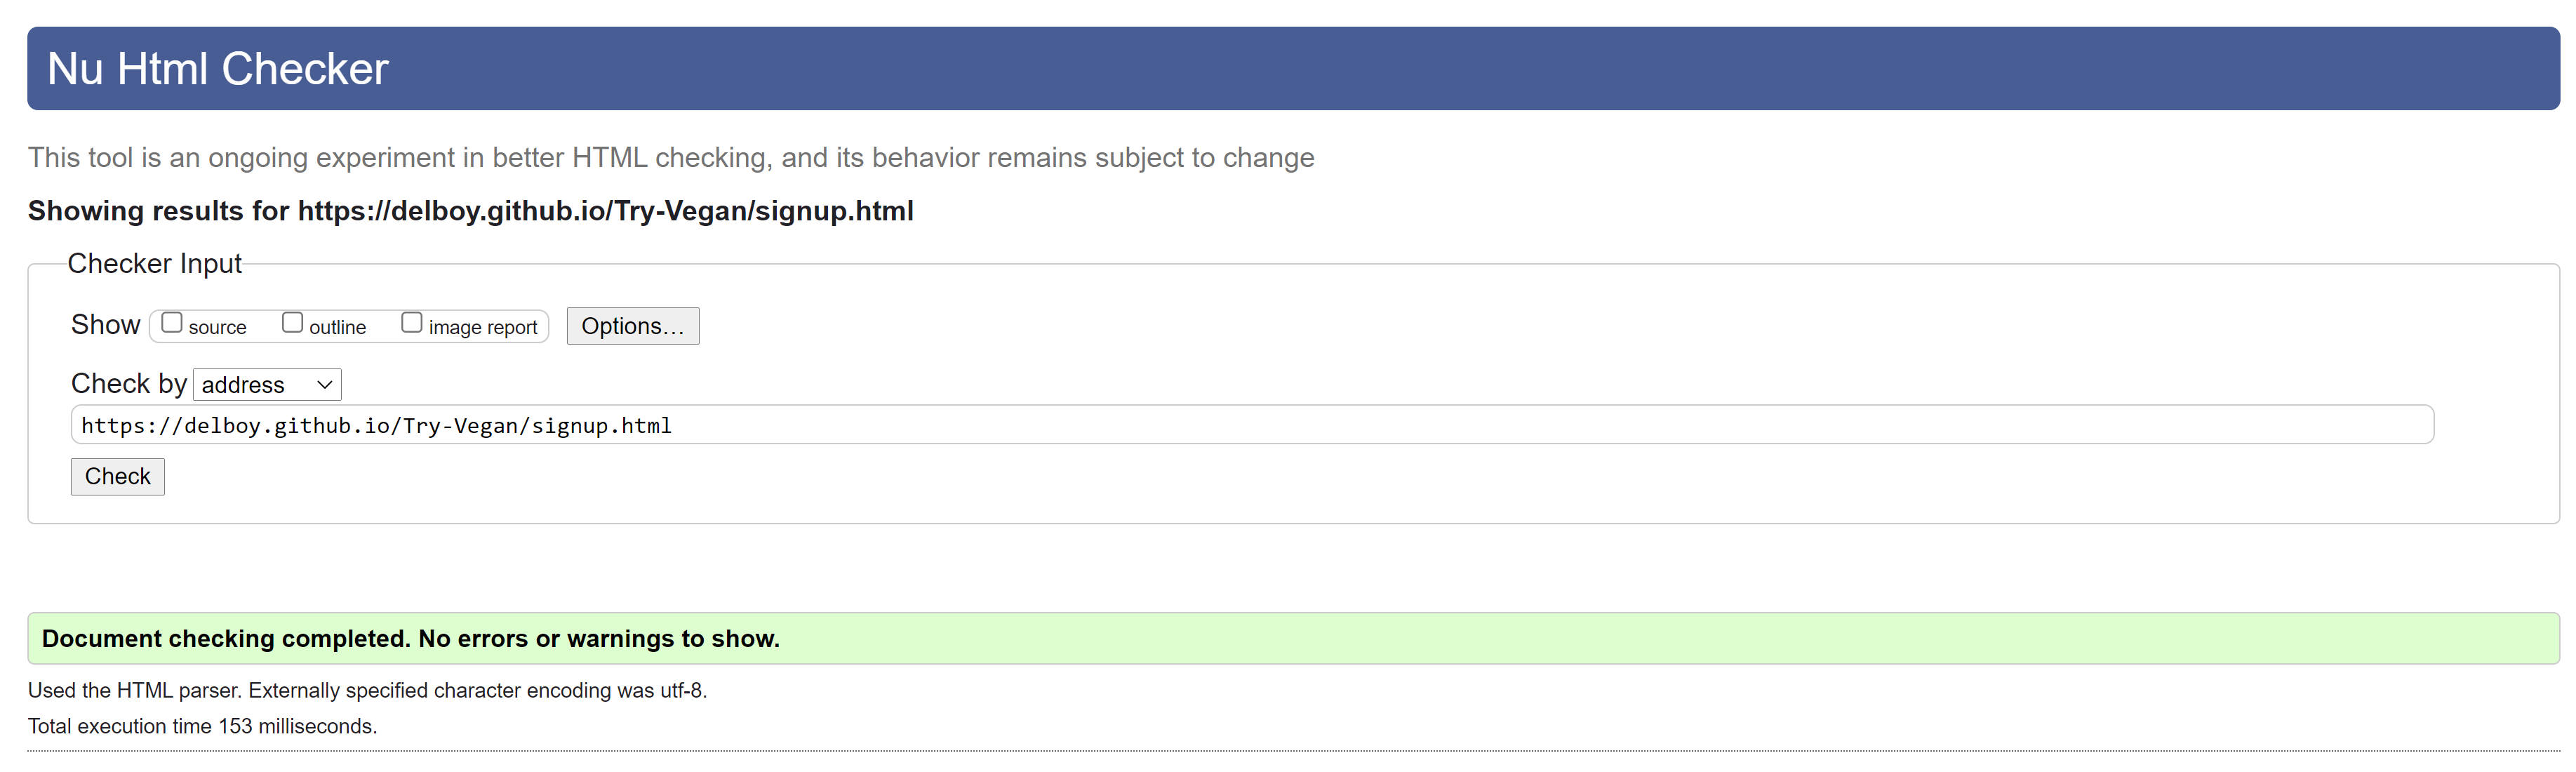 Nu Html Checker
This tool is an ongoing experiment in better HTML checking, and its behavior remains subject to change
Showing results for https://delboy.github.io/Try-Vegan/signup.html
Checker Input
Show source outline image report Options...
Check by address
https://delboy.github.io/Try-Vegan/signup.html
Check
Document checking completed. No errors or warnings to show.
Used the HTML parser. Externally specified character encoding was utf-8.
Total execution time 153 milliseconds.